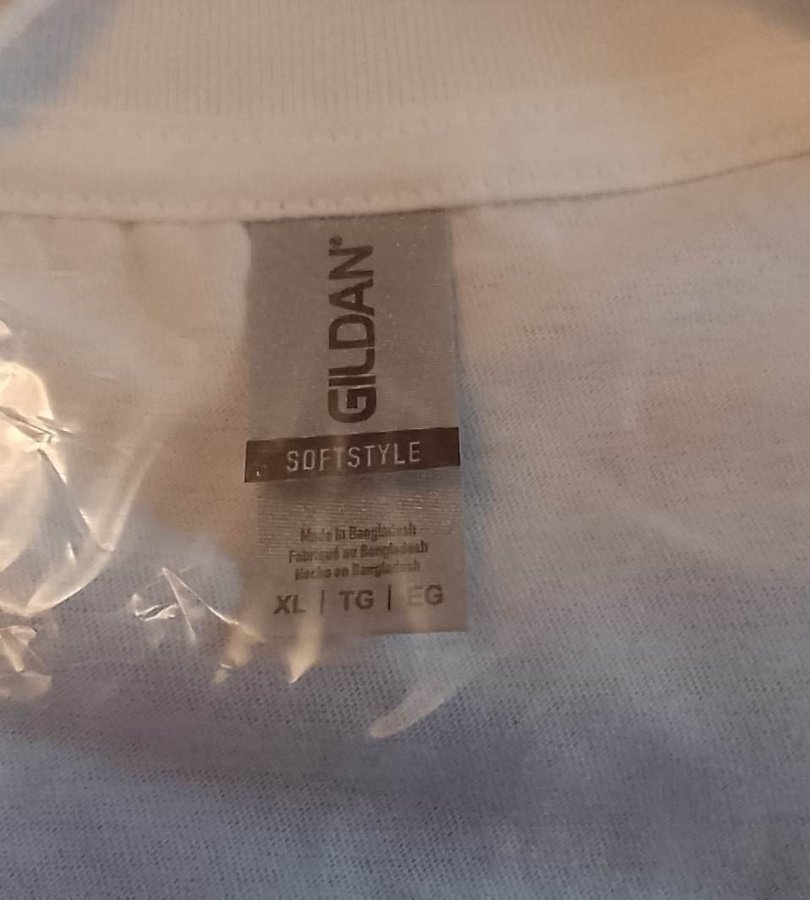 GILDAN®
SOFTSTYLE
Made in Bangladesh
Fabriqué au Bangladesh
Hecho en Bangladesh
XL | TG | EG